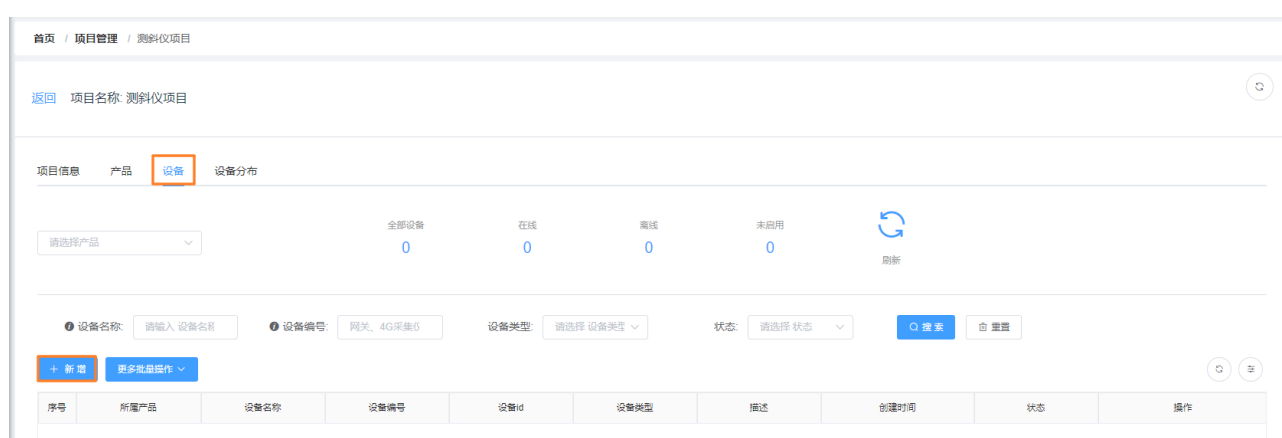 首页 / 项目管理 / 测斜仪项目
返回 项目名称: 测斜仪项目
项目信息 产品 设备 设备分布
全部设备 在线 离线 未启用
请选择产品 0 0 0 0
刷新
设备名称: 请输入 设备名称 设备编号: 网关、4G采集仪 设备类型: 请选择 设备类型 状态: 请选择 状态 搜索 重置
+ 新增 更多批量操作
序号 所属产品 设备名称 设备编号 设备id 设备类型 描述 创建时间 状态 操作